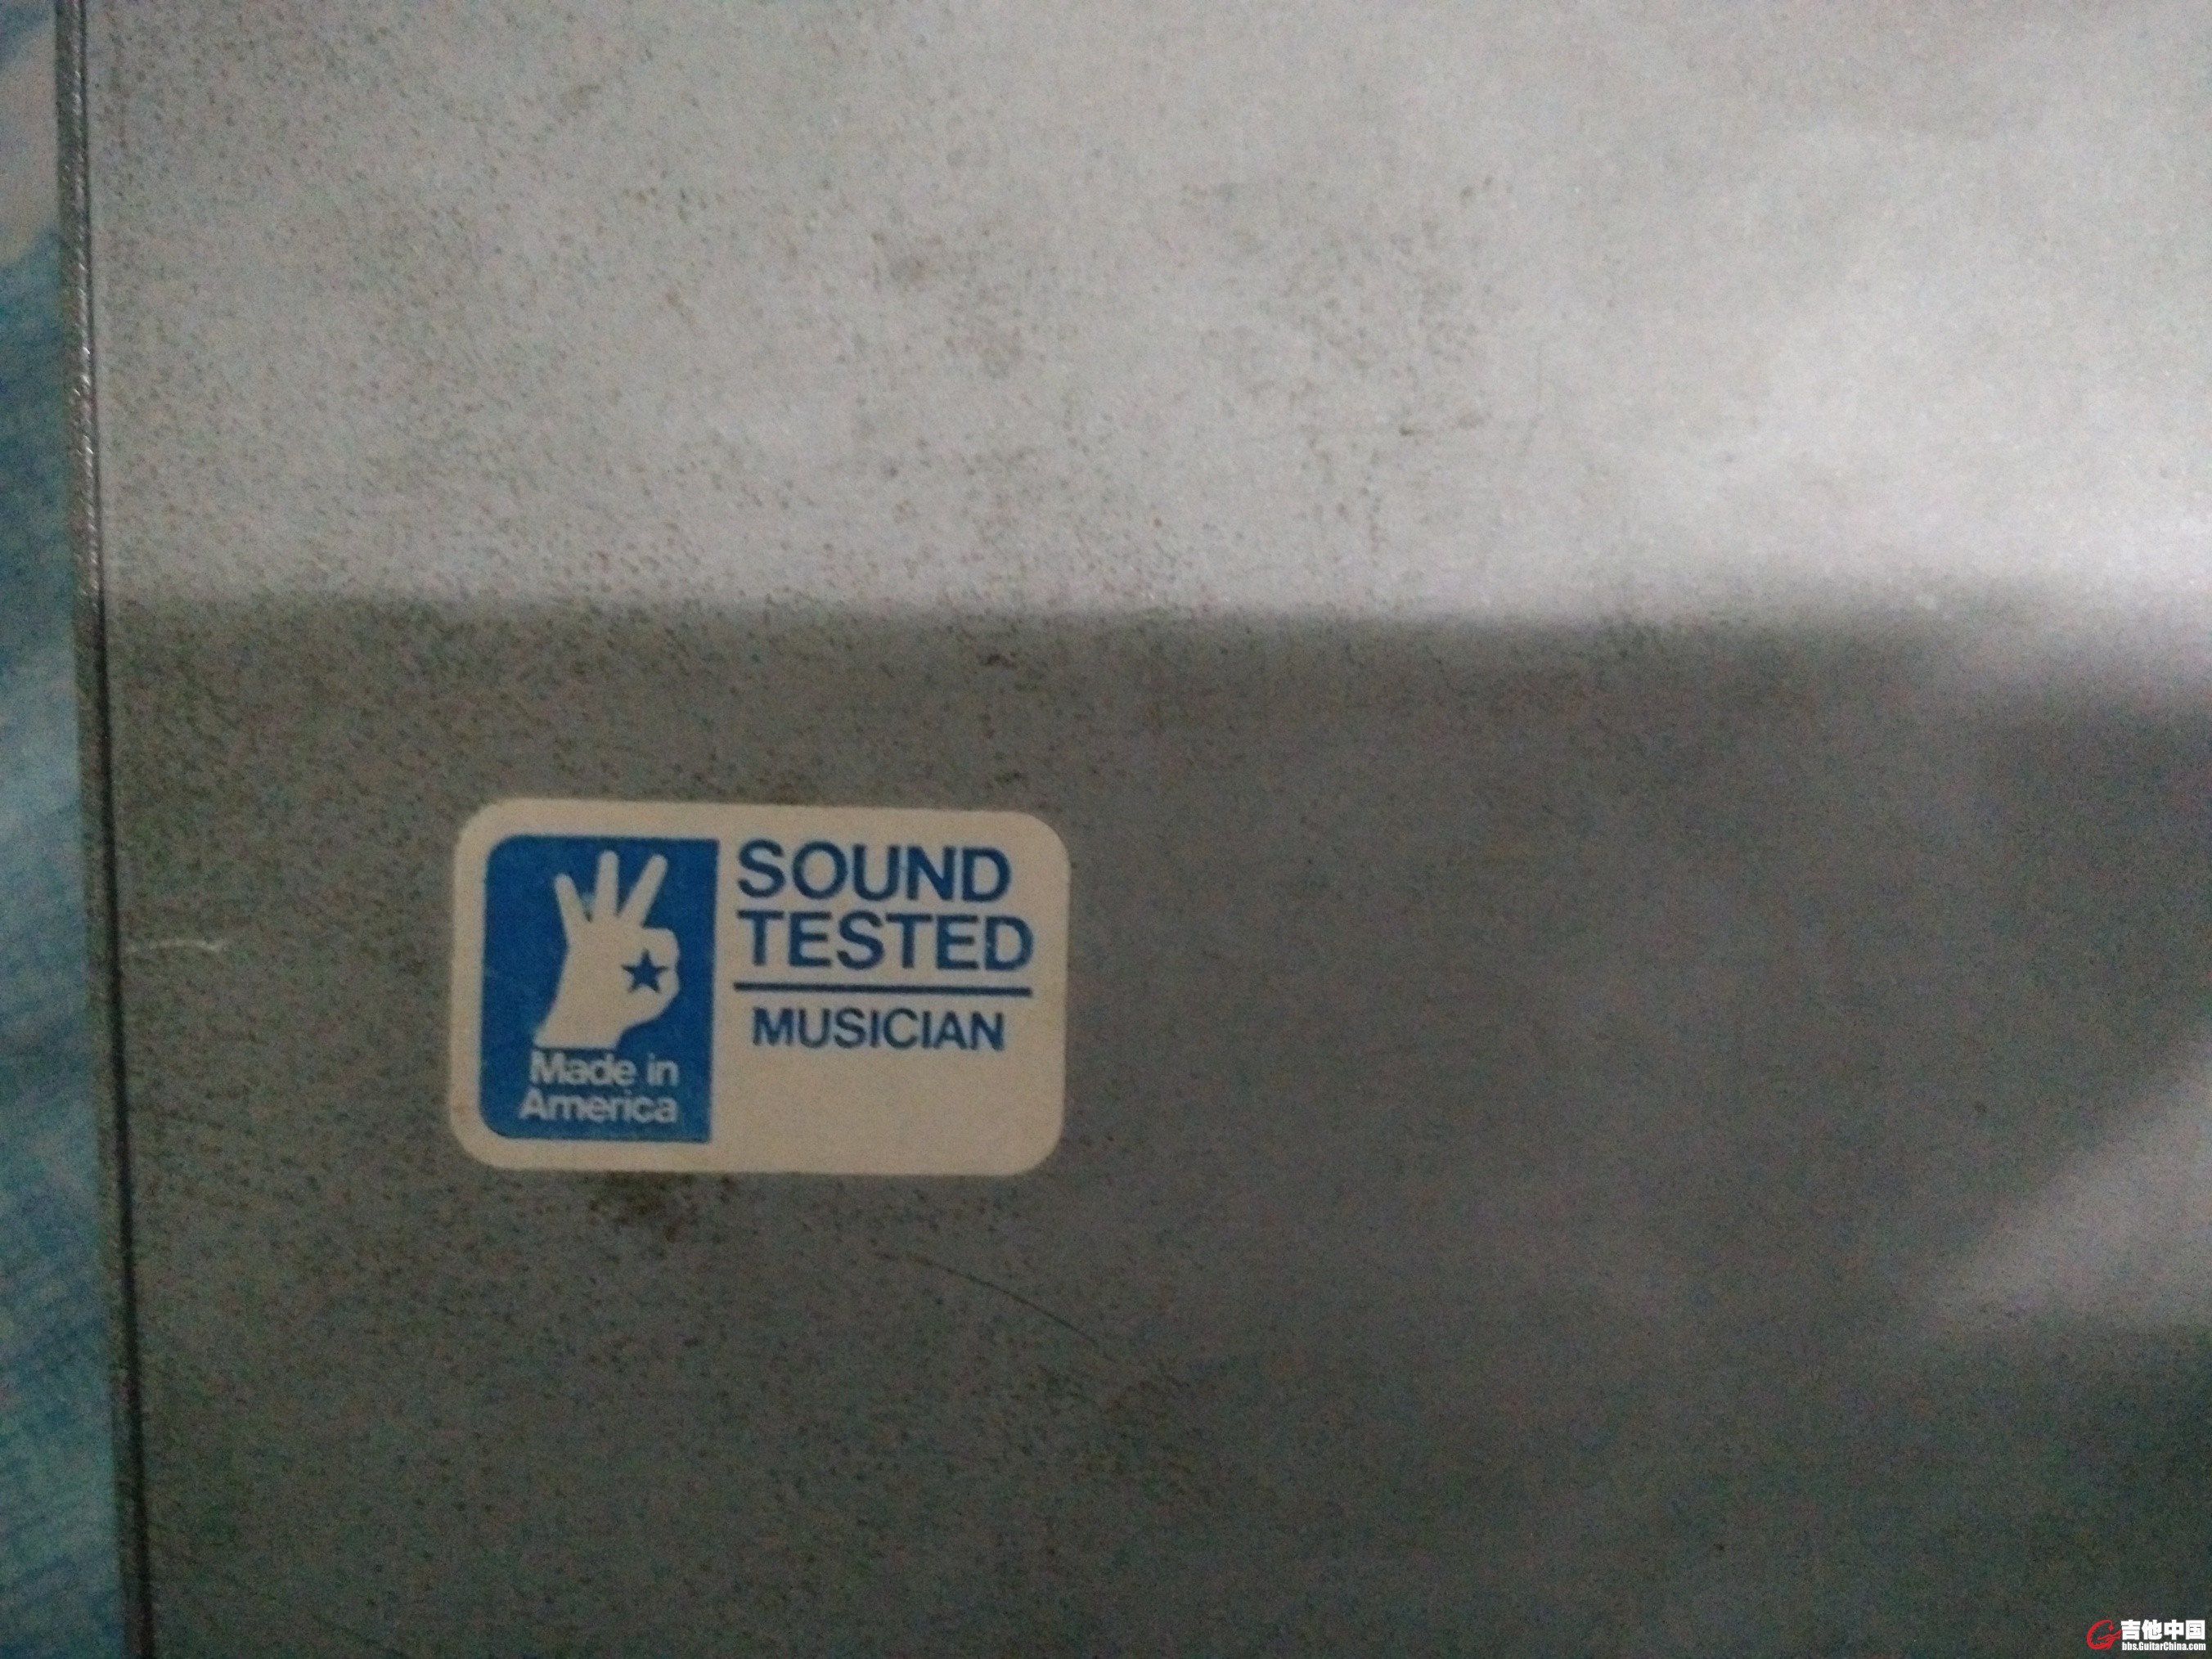 SOUND
TESTED
MUSICIAN
Made in
America
吉他中国
bbs.GuitarChina.com